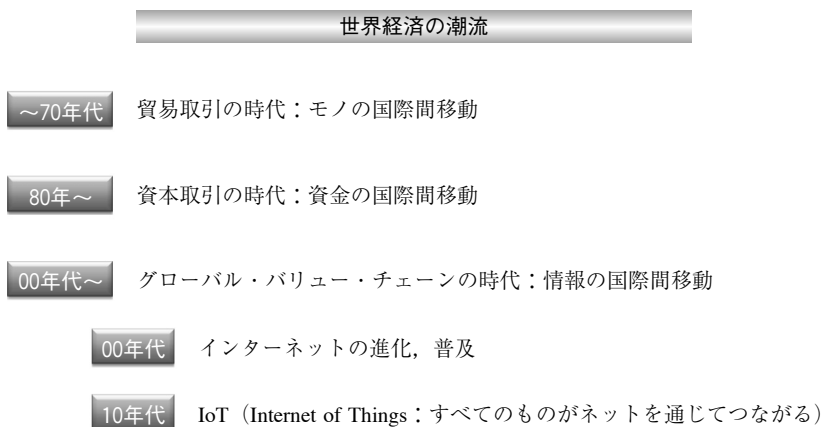 世界経済の潮流
～70年代 貿易取引の時代：モノの国際間移動
80年～ 資本取引の時代：資金の国際間移動
00年代～ グローバル・バリュー・チェーンの時代：情報の国際間移動
00年代 インターネットの進化，普及
10年代 IoT（Internet of Things：すべてのものがネットを通じてつながる）